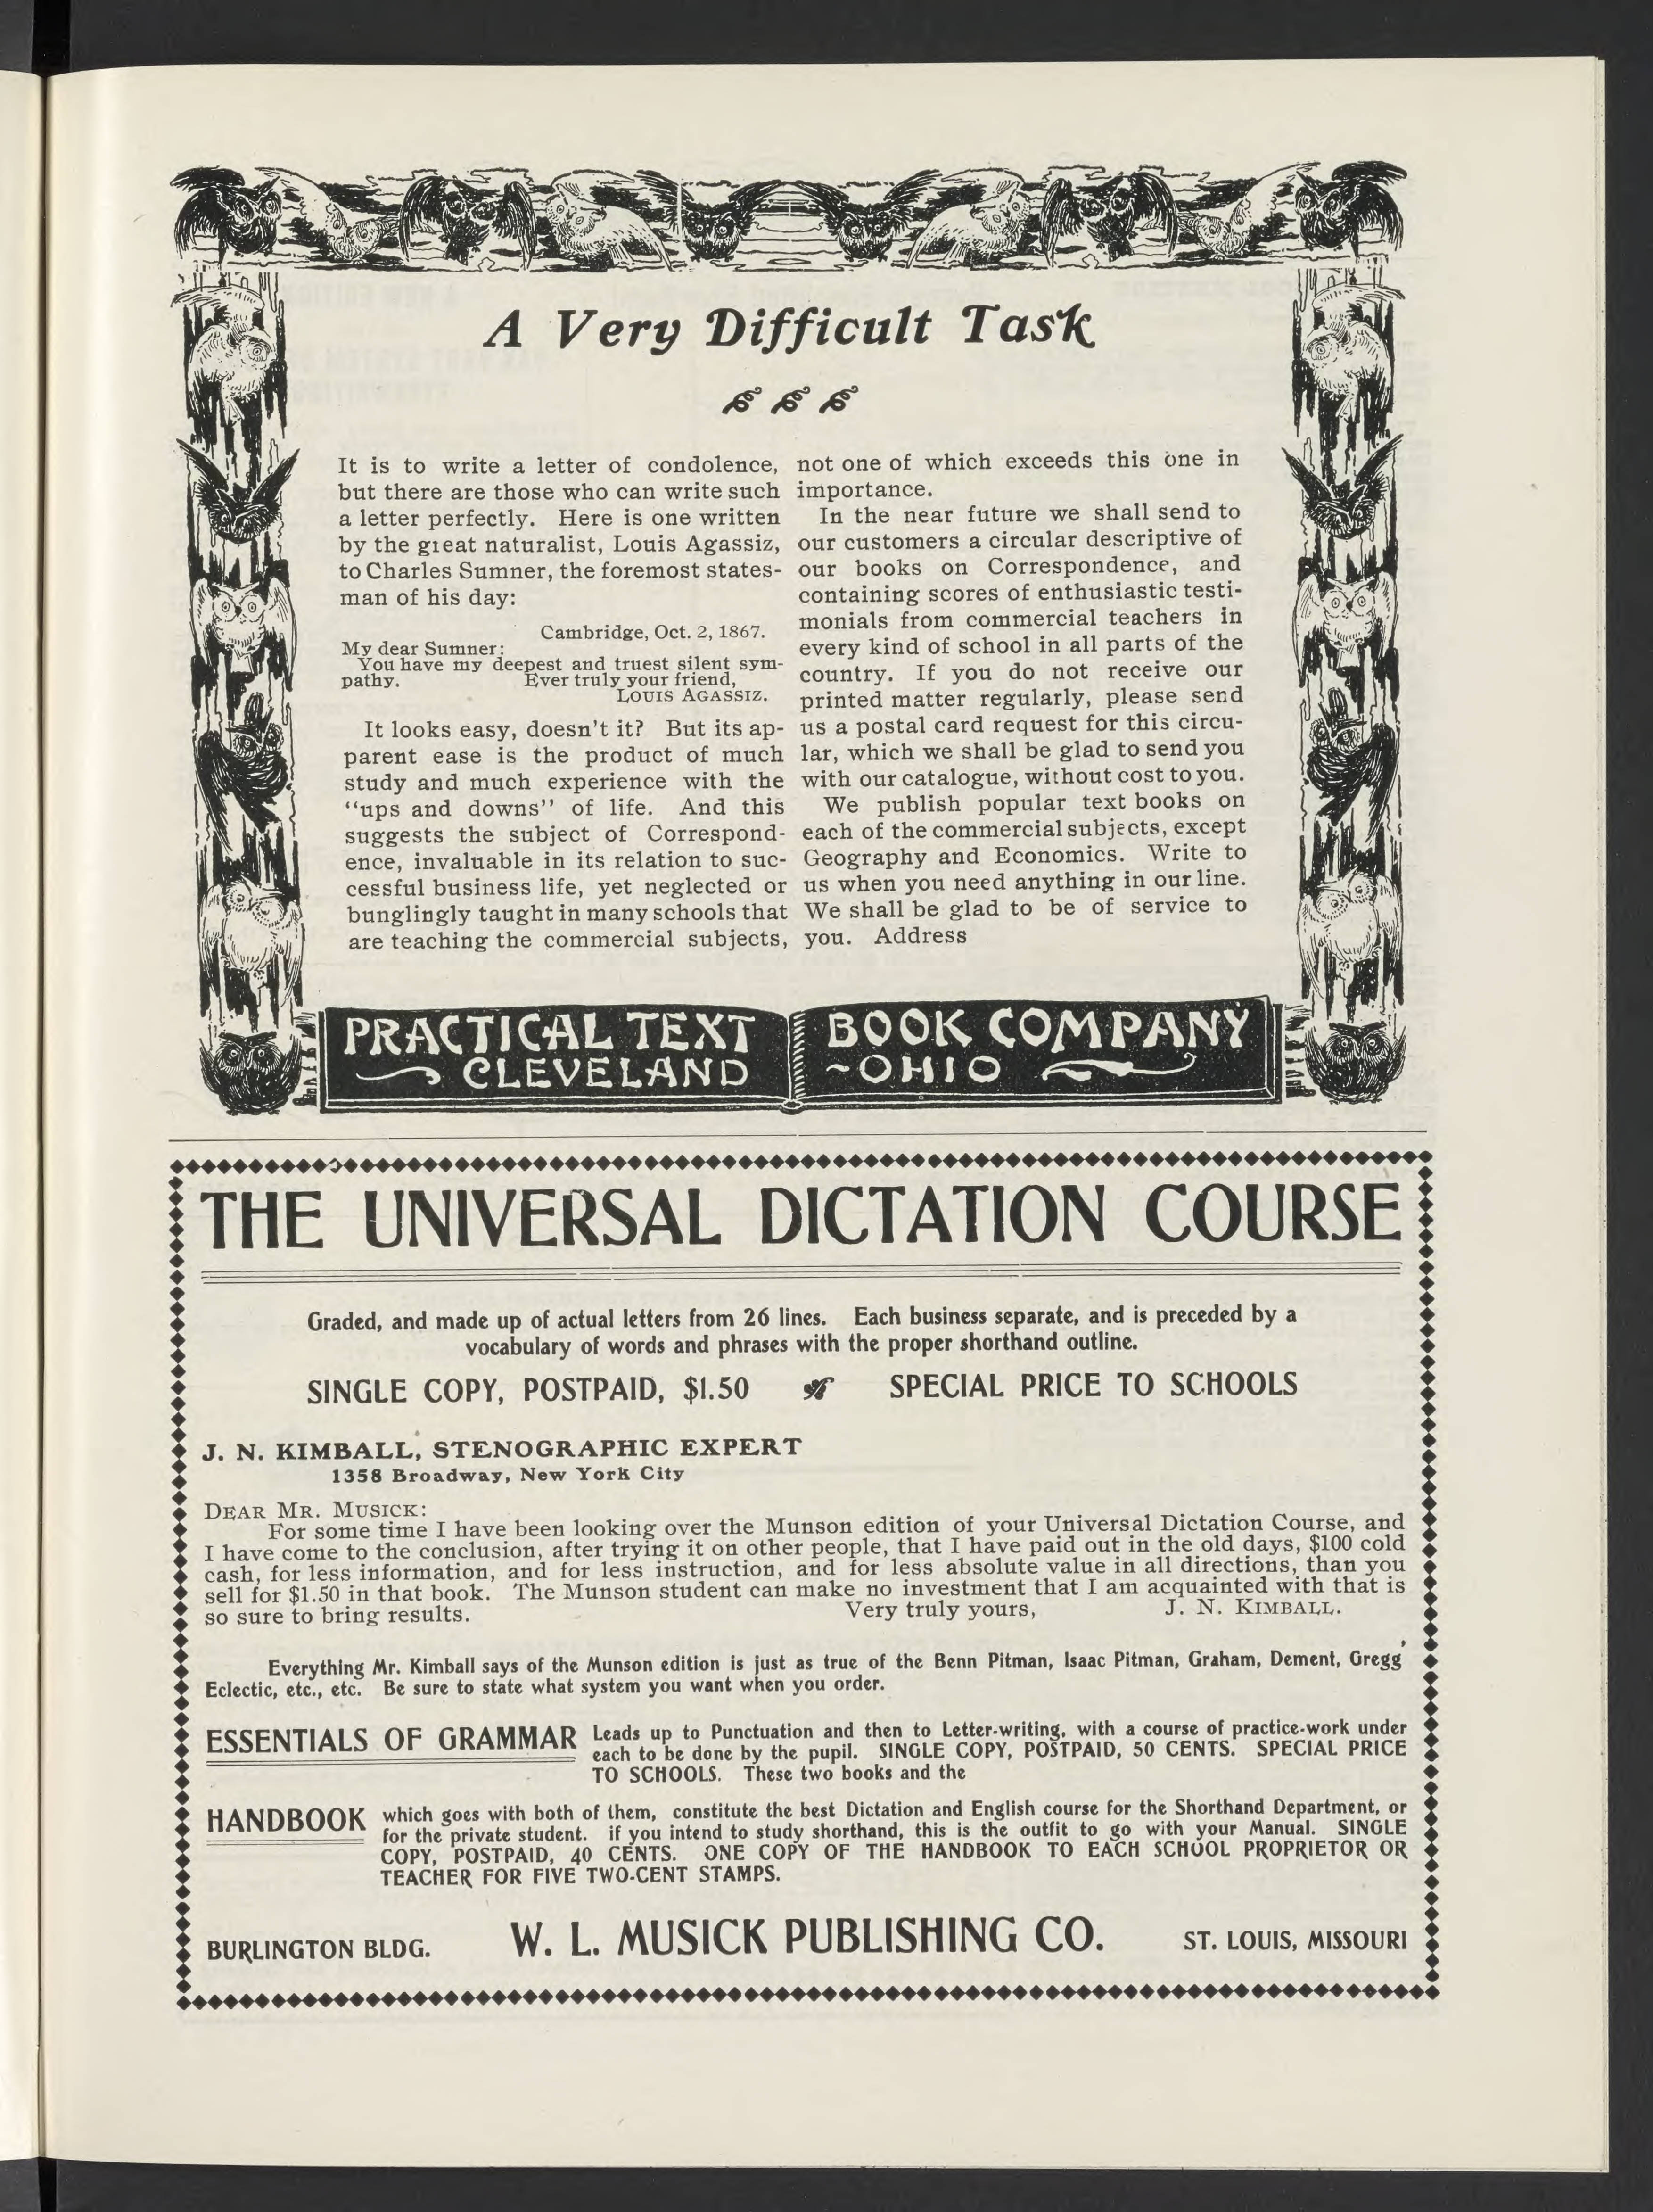 A Very Difficult Task
It is to write a letter of condolence,
but there are those who can write such
a letter perfectly. Here is one written
by the great naturalist, Louis Agassiz,
to Charles Sumner, the foremost states-
man of his day:
Cambridge, Oct. 2, 1867.
My dear Sumner:
You have my deepest and truest silent sym-
pathy. Ever truly your friend,
LOUIS AGASSIZ.
It looks easy, doesn't it? But its ap-
parent ease is the product of much
study and much experience with the
"ups and downs" of life. And this
suggests the subject of Correspond-
ence, invaluable in its relation to suc-
cessful business life, yet neglected or
bunglingly taught in many schools that
are teaching the commercial subjects,
not one of which exceeds this one in
importance.
In the near future we shall send to
our customers a circular descriptive of
our books on Correspondence, and
containing scores of enthusiastic testi-
monials from commercial teachers in
every kind of school in all parts of the
country. If you do not receive our
printed matter regularly, please send
us a postal card request for this circu-
lar, which we shall be glad to send you
with our catalogue, without cost to you.
We publish popular text books on
each of the commercial subjects, except
Geography and Economics. Write to
us when you need anything in our line.
We shall be glad to be of service to
you. Address
PRACTICAL TEXT BOOK COMPANY
CLEVELAND ~OHIO
THE UNIVERSAL DICTATION COURSE
Graded, and made up of actual letters from 26 lines. Each business separate, and is preceded by a
vocabulary of words and phrases with the proper shorthand outline.
SINGLE COPY, POSTPAID, $1.50 SPECIAL PRICE TO SCHOOLS
J. N. KIMBALL, STENOGRAPHIC EXPERT
1358 Broadway, New York City
DEAR MR. MUSICK:
For some time I have been looking over the Munson edition of your Universal Dictation Course, and
I have come to the conclusion, after trying it on other people, that I have paid out in the old days, $100 cold
cash, for less information, and for less instruction, and for less absolute value in all directions, than you
sell for $1.50 in that book. The Munson student can make no investment that I am acquainted with that is
so sure to bring results. Very truly yours, J. N. KIMBALL.
Everything Mr. Kimball says of the Munson edition is just as true of the Benn Pitman, Isaac Pitman, Graham, Dement, Gregg'
Eclectic, etc., etc. Be sure to state what system you want when you order.
ESSENTIALS OF GRAMMAR Leads up to Punctuation and then to Letter-writing, with a course of practice-work under
each to be done by the pupil. SINGLE COPY, POSTPAID, 50 CENTS. SPECIAL PRICE
TO SCHOOLS. These two books and the
HANDBOOK which goes with both of them, constitute the best Dictation and English course for the Shorthand Department, or
for the private student. if you intend to study shorthand, this is the outfit to go with your Manual. SINGLE
COPY, POSTPAID, 40 CENTS. ONE COPY OF THE HANDBOOK TO EACH SCHOOL PROPRIETOR OR
TEACHER FOR FIVE TWO-CENT STAMPS.
BURLINGTON BLDG. W. L. MUSICK PUBLISHING CO. ST. LOUIS, MISSOURI